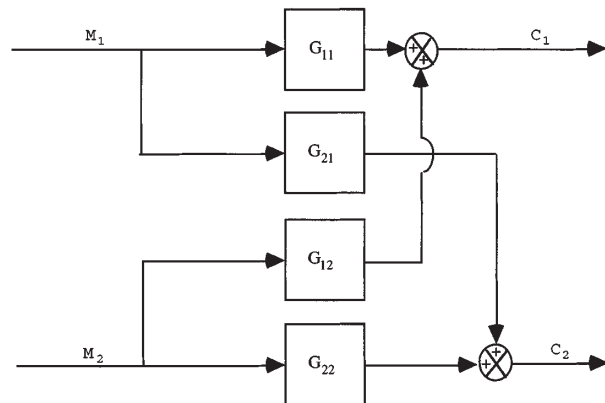 M₁
G₁₁
+
+
C₁
G₂₁
G₁₂
M₂
G₂₂
+
+
C₂